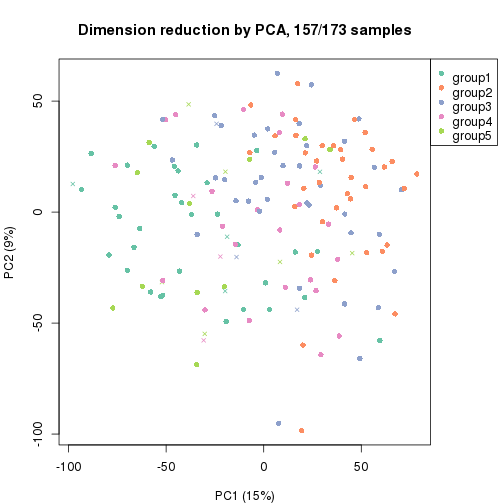 Dimension reduction by PCA, 157/173 samples
group1
group2
group3
group4
group5
50
0
-50
-100
PC2 (9%)
-100
-50
0
50
PC1 (15%)